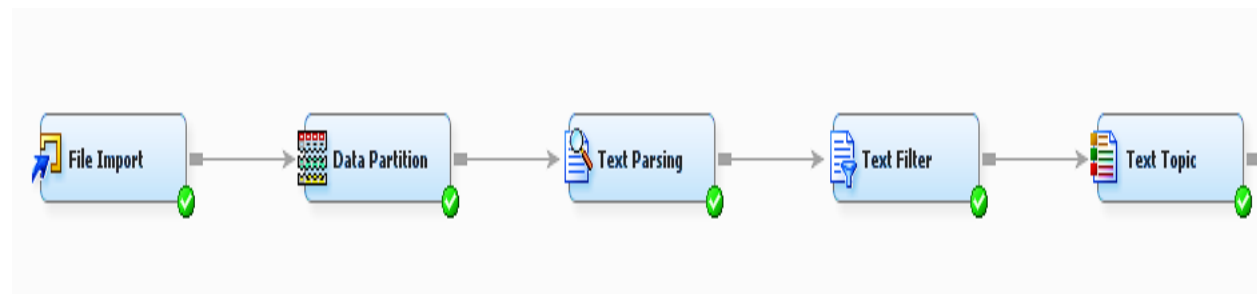 File Import
Data Partition
Text Parsing
Text Filter
Text Topic